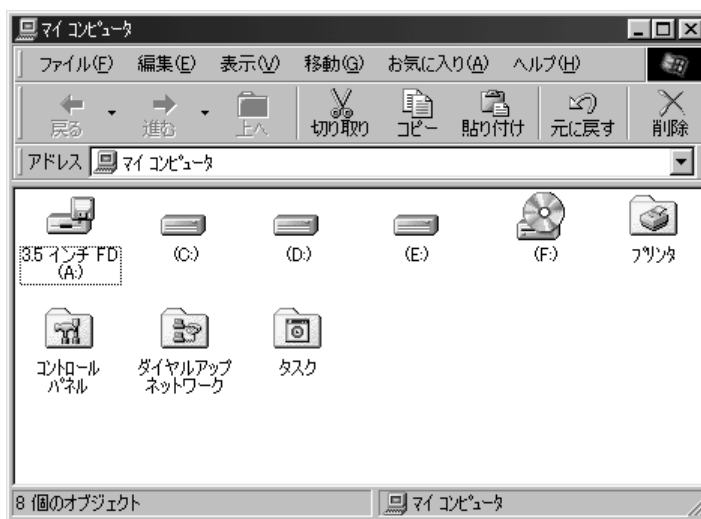 マイ コンピュータ
ファイル(F) 編集(E) 表示(V) 移動(G) お気に入り(A) ヘルプ(H)
戻る 進む 上へ 切り取り コピー 貼り付け 元に戻す 削除
アドレス マイ コンピュータ
3.5 インチ FD
(A:)
(C:)
(D:)
(E:)
(F:)
プリンタ
コントロール
パネル
ダイヤルアップ
ネットワーク
タスク
8 個のオブジェクト
マイ コンピュータ